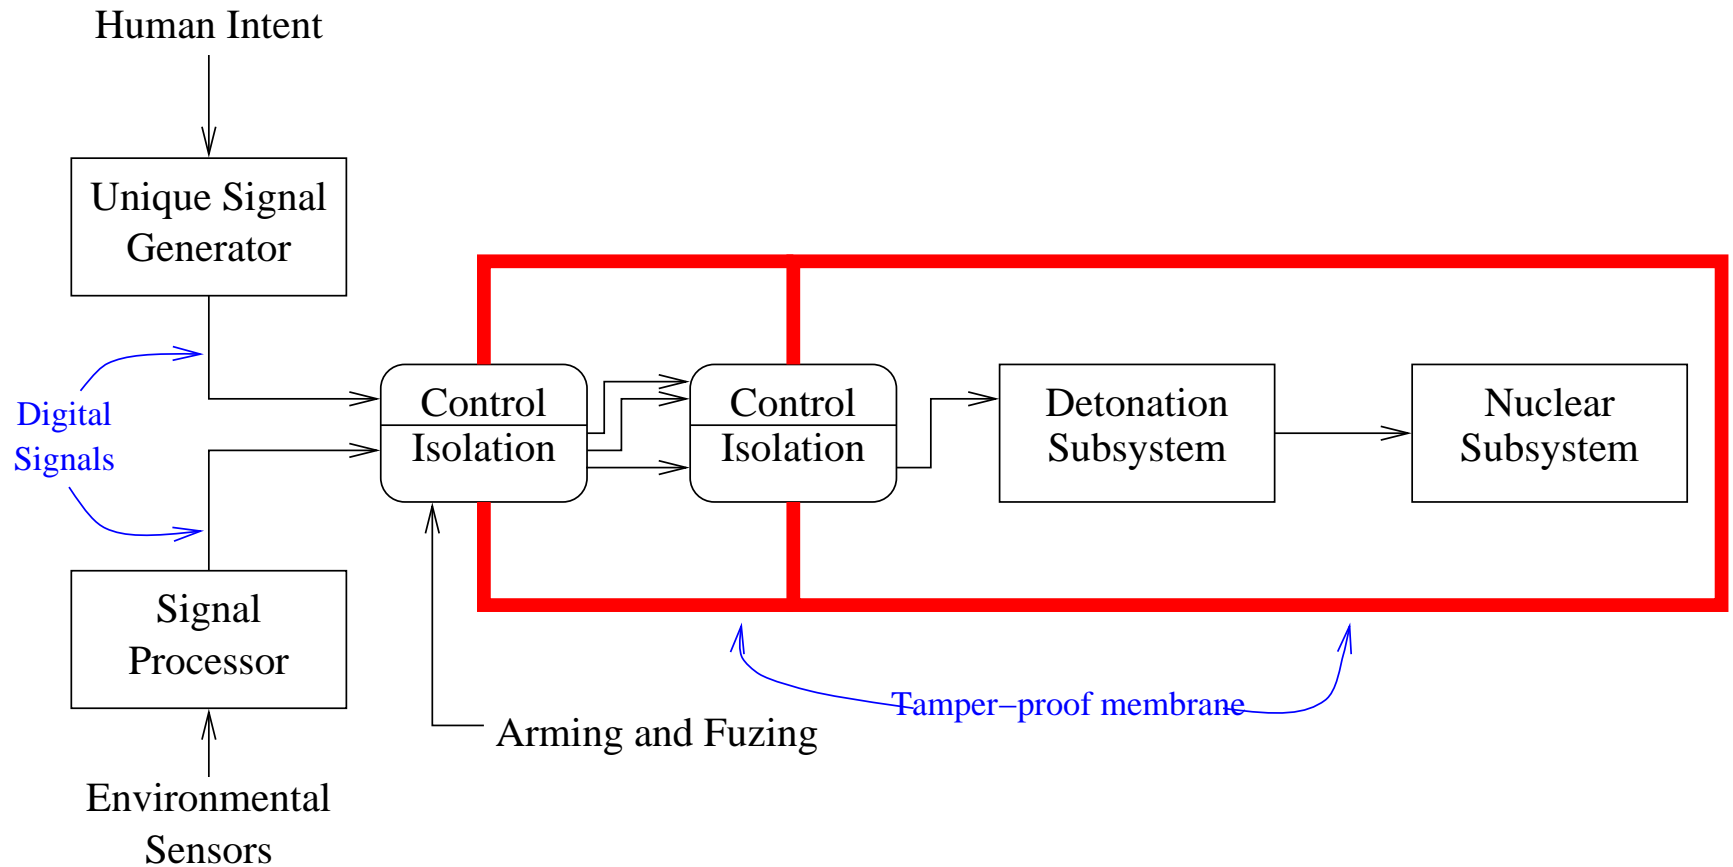 Human Intent
Unique Signal
Generator
Digital
Signals
Control
Isolation
Control
Isolation
Detonation
Subsystem
Nuclear
Subsystem
Signal
Processor
Tamper−proof membrane
Arming and Fuzing
Environmental
Sensors